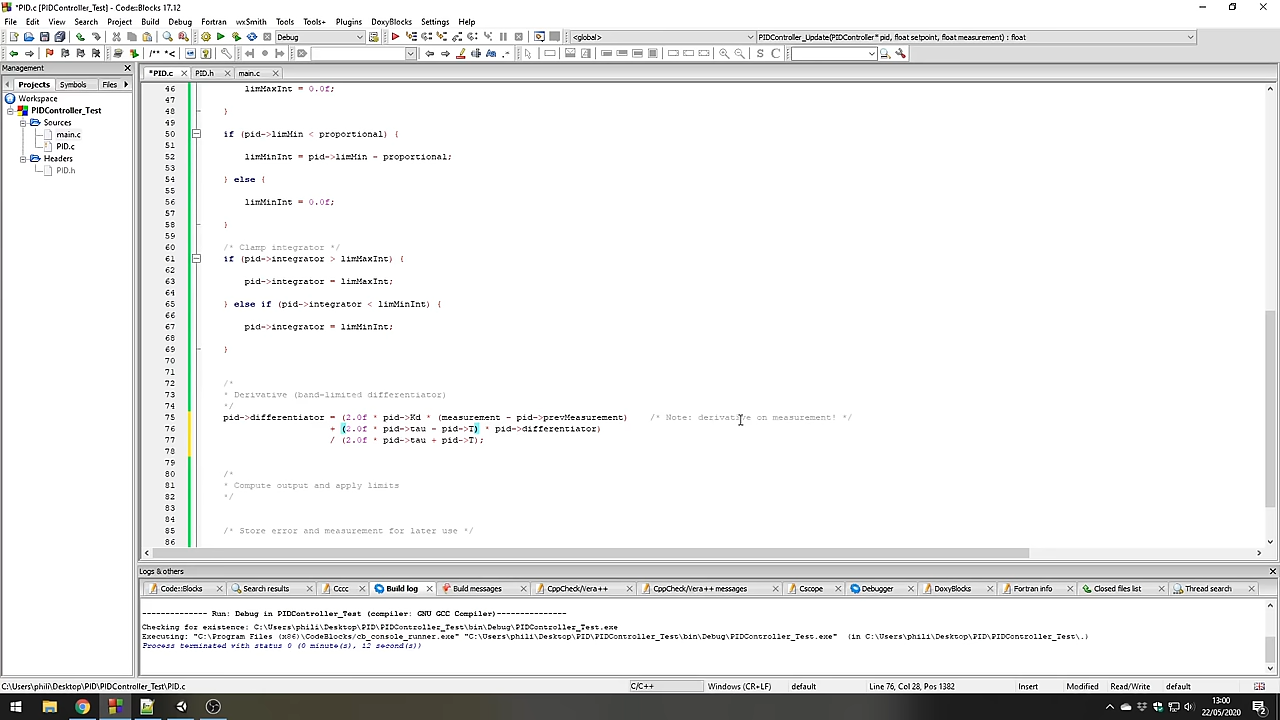 *PID.c [PIDController_Test] - Code::Blocks 17.12
File Edit View Search Project Build Debug Fortran wxSmith Tools Tools+ Plugins DoxyBlocks Settings Help
Debug <global> PIDController_Update(PIDController* pid, float setpoint, float measurement) : float
Management
*PID.c PID.h main.c
Projects Symbols Files
Workspace
PIDController_Test
Sources
main.c
PID.c
Headers
PID.h
46 limMaxInt = 0.0f;
47
48 }
49
50 if (pid->limMin < proportional) {
51
52 limMinInt = pid->limMin - proportional;
53
54 } else {
55
56 limMinInt = 0.0f;
57
58 }
59
60 /* Clamp integrator */
61 if (pid->integrator > limMaxInt) {
62
63 pid->integrator = limMaxInt;
64
65 } else if (pid->integrator < limMinInt) {
66
67 pid->integrator = limMinInt;
68
69 }
70
71
72 /*
73 * Derivative (band-limited differentiator)
74 */
75 pid->differentiator = (2.0f * pid->Kd * (measurement - pid->prevMeasurement) /* Note: derivative on measurement! */
76 + (2.0f * pid->tau - pid->T) * pid->differentiator)
77 / (2.0f * pid->tau + pid->T);
78
79
80 /*
81 * Compute output and apply limits
82 */
83
84
85 /* Store error and measurement for later use */
86
Logs & others
Code::Blocks Search results Cccc Build log Build messages CppCheck/Vera++ CppCheck/Vera++ messages Cscope Debugger DoxyBlocks Fortran info Closed files list Thread search
-------------- Run: Debug in PIDController_Test (compiler: GNU GCC Compiler)---------------
Checking for existence: C:\Users\phili\Desktop\PID\PIDController_Test\bin\Debug\PIDController_Test.exe
Executing: "C:\Program Files (x86)\CodeBlocks/cb_console_runner.exe" "C:\Users\phili\Desktop\PID\PIDController_Test\bin\Debug\PIDController_Test.exe" (in C:\Users\phili\Desktop\PID\PIDController_Test\.)
Process terminated with status 0 (0 minute(s), 12 second(s))
C:\Users\phili\Desktop\PID\PIDController_Test\PID.c C/C++ Windows (CR+LF) default Line 76, Col 28, Pos 1382 Insert Modified Read/Write default
13:00
22/05/2020